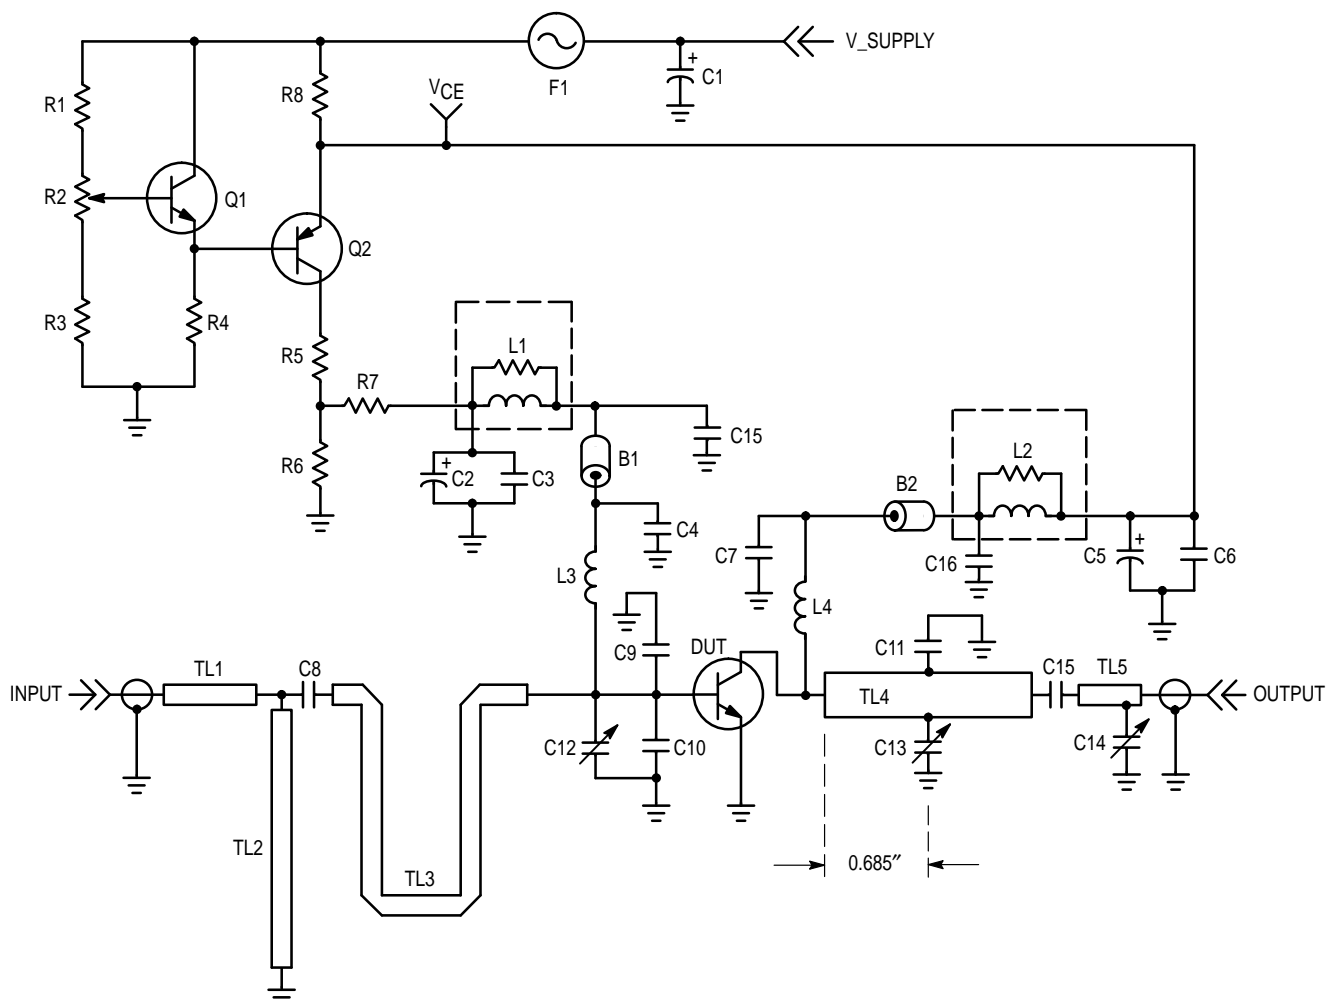 V_SUPPLY
F1
+
C1
R1
R8
VCE
R2
Q1
Q2
R3
R4
R5
R7
L1
R6
+
C2
C3
B1
C15
C4
L3
B2
L2
C7
C16
C5
+
C6
L4
C9
DUT
C11
INPUT
TL1
C8
TL4
C15
TL5
OUTPUT
C12
C10
C13
C14
TL2
TL3
0.685″